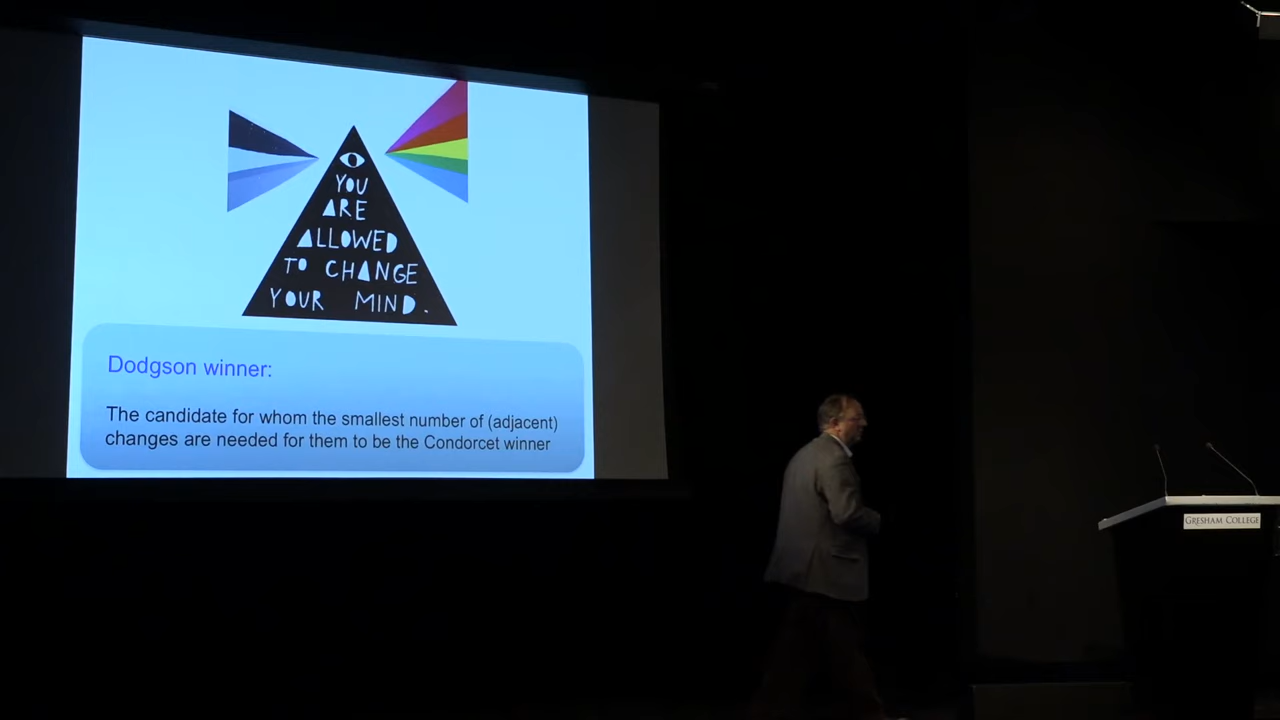 YOU
ARE
ALLOWED
TO CHANGE
YOUR MIND.
Dodgson winner:
The candidate for whom the smallest number of (adjacent)
changes are needed for them to be the Condorcet winner
GRESHAM COLLEGE